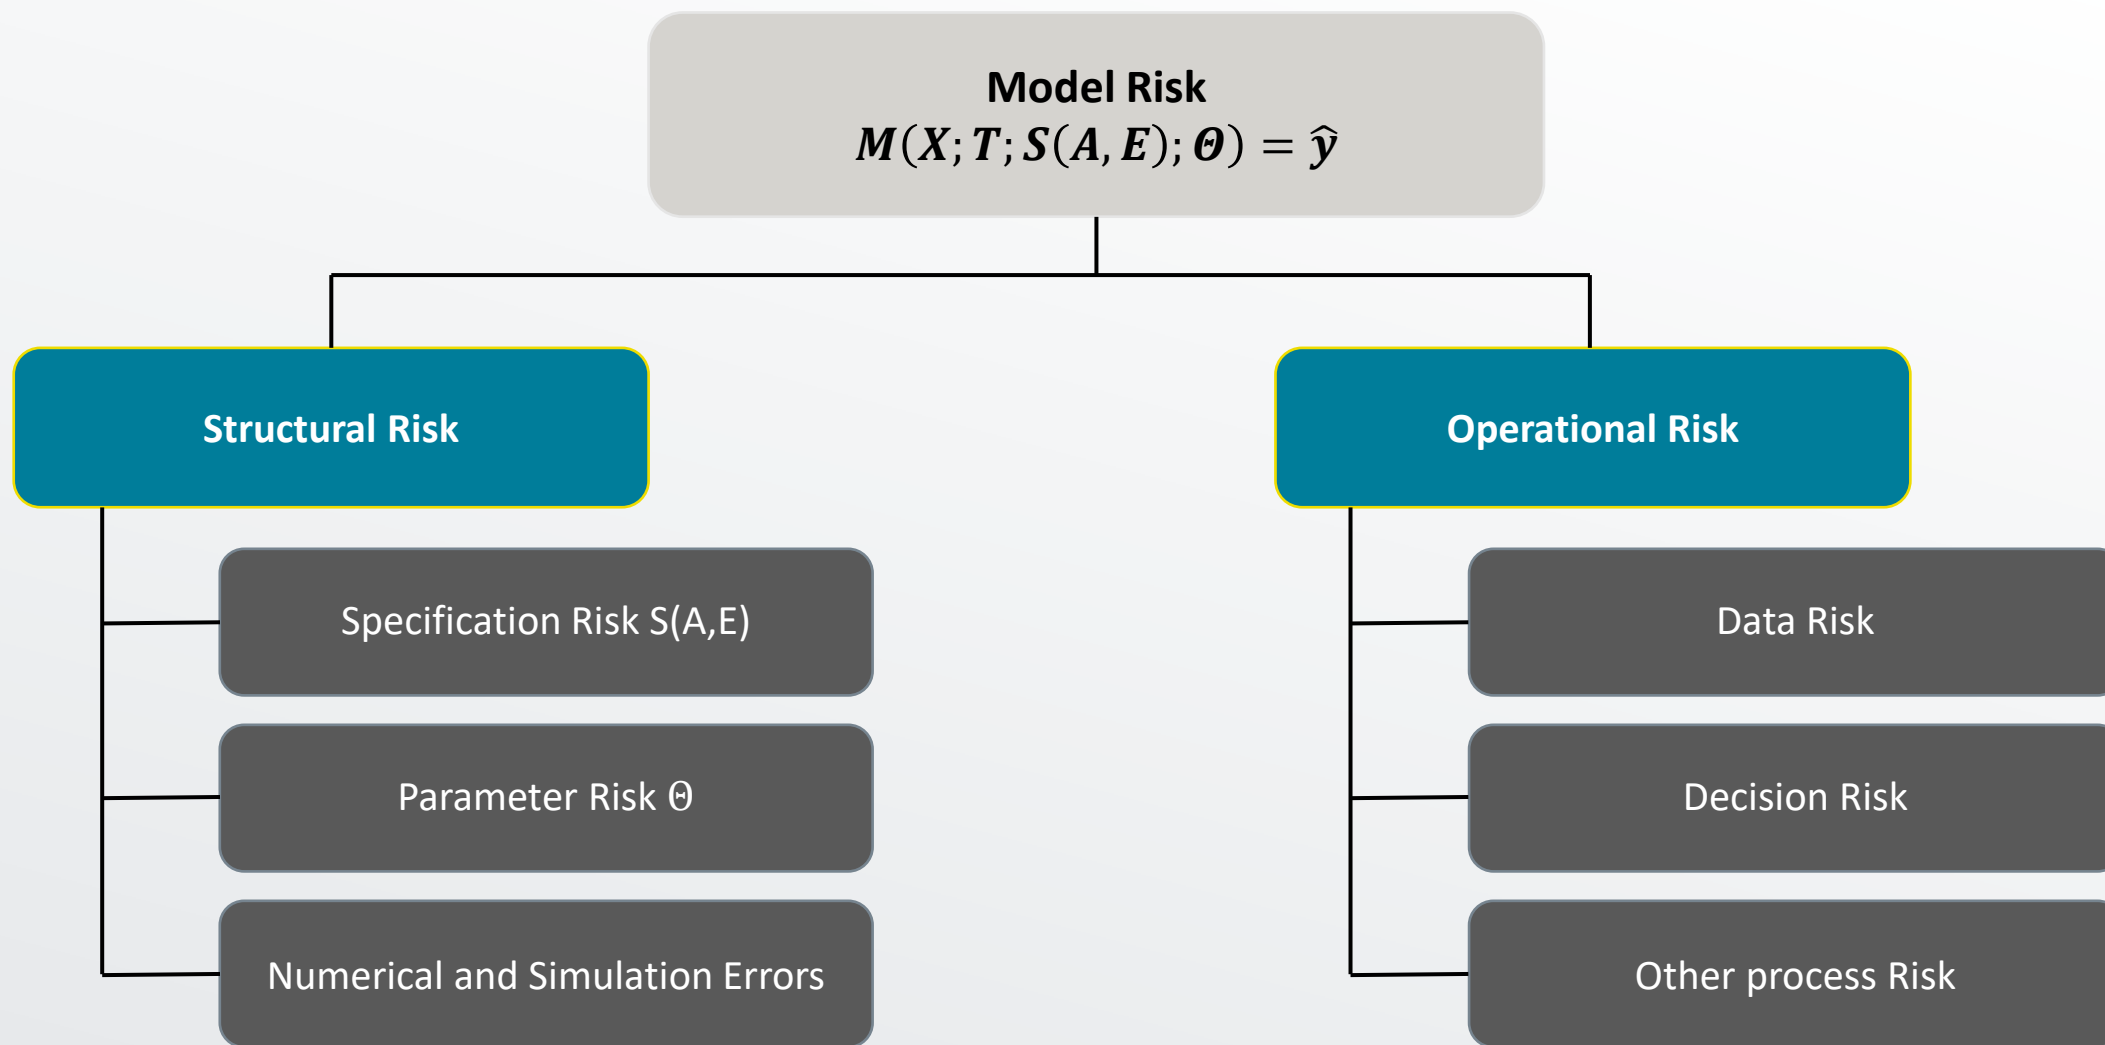 Model Risk
M(X; T; S(A, E); Θ) = ŷ
Structural Risk
Operational Risk
Specification Risk S(A,E)
Data Risk
Parameter Risk Θ
Decision Risk
Numerical and Simulation Errors
Other process Risk